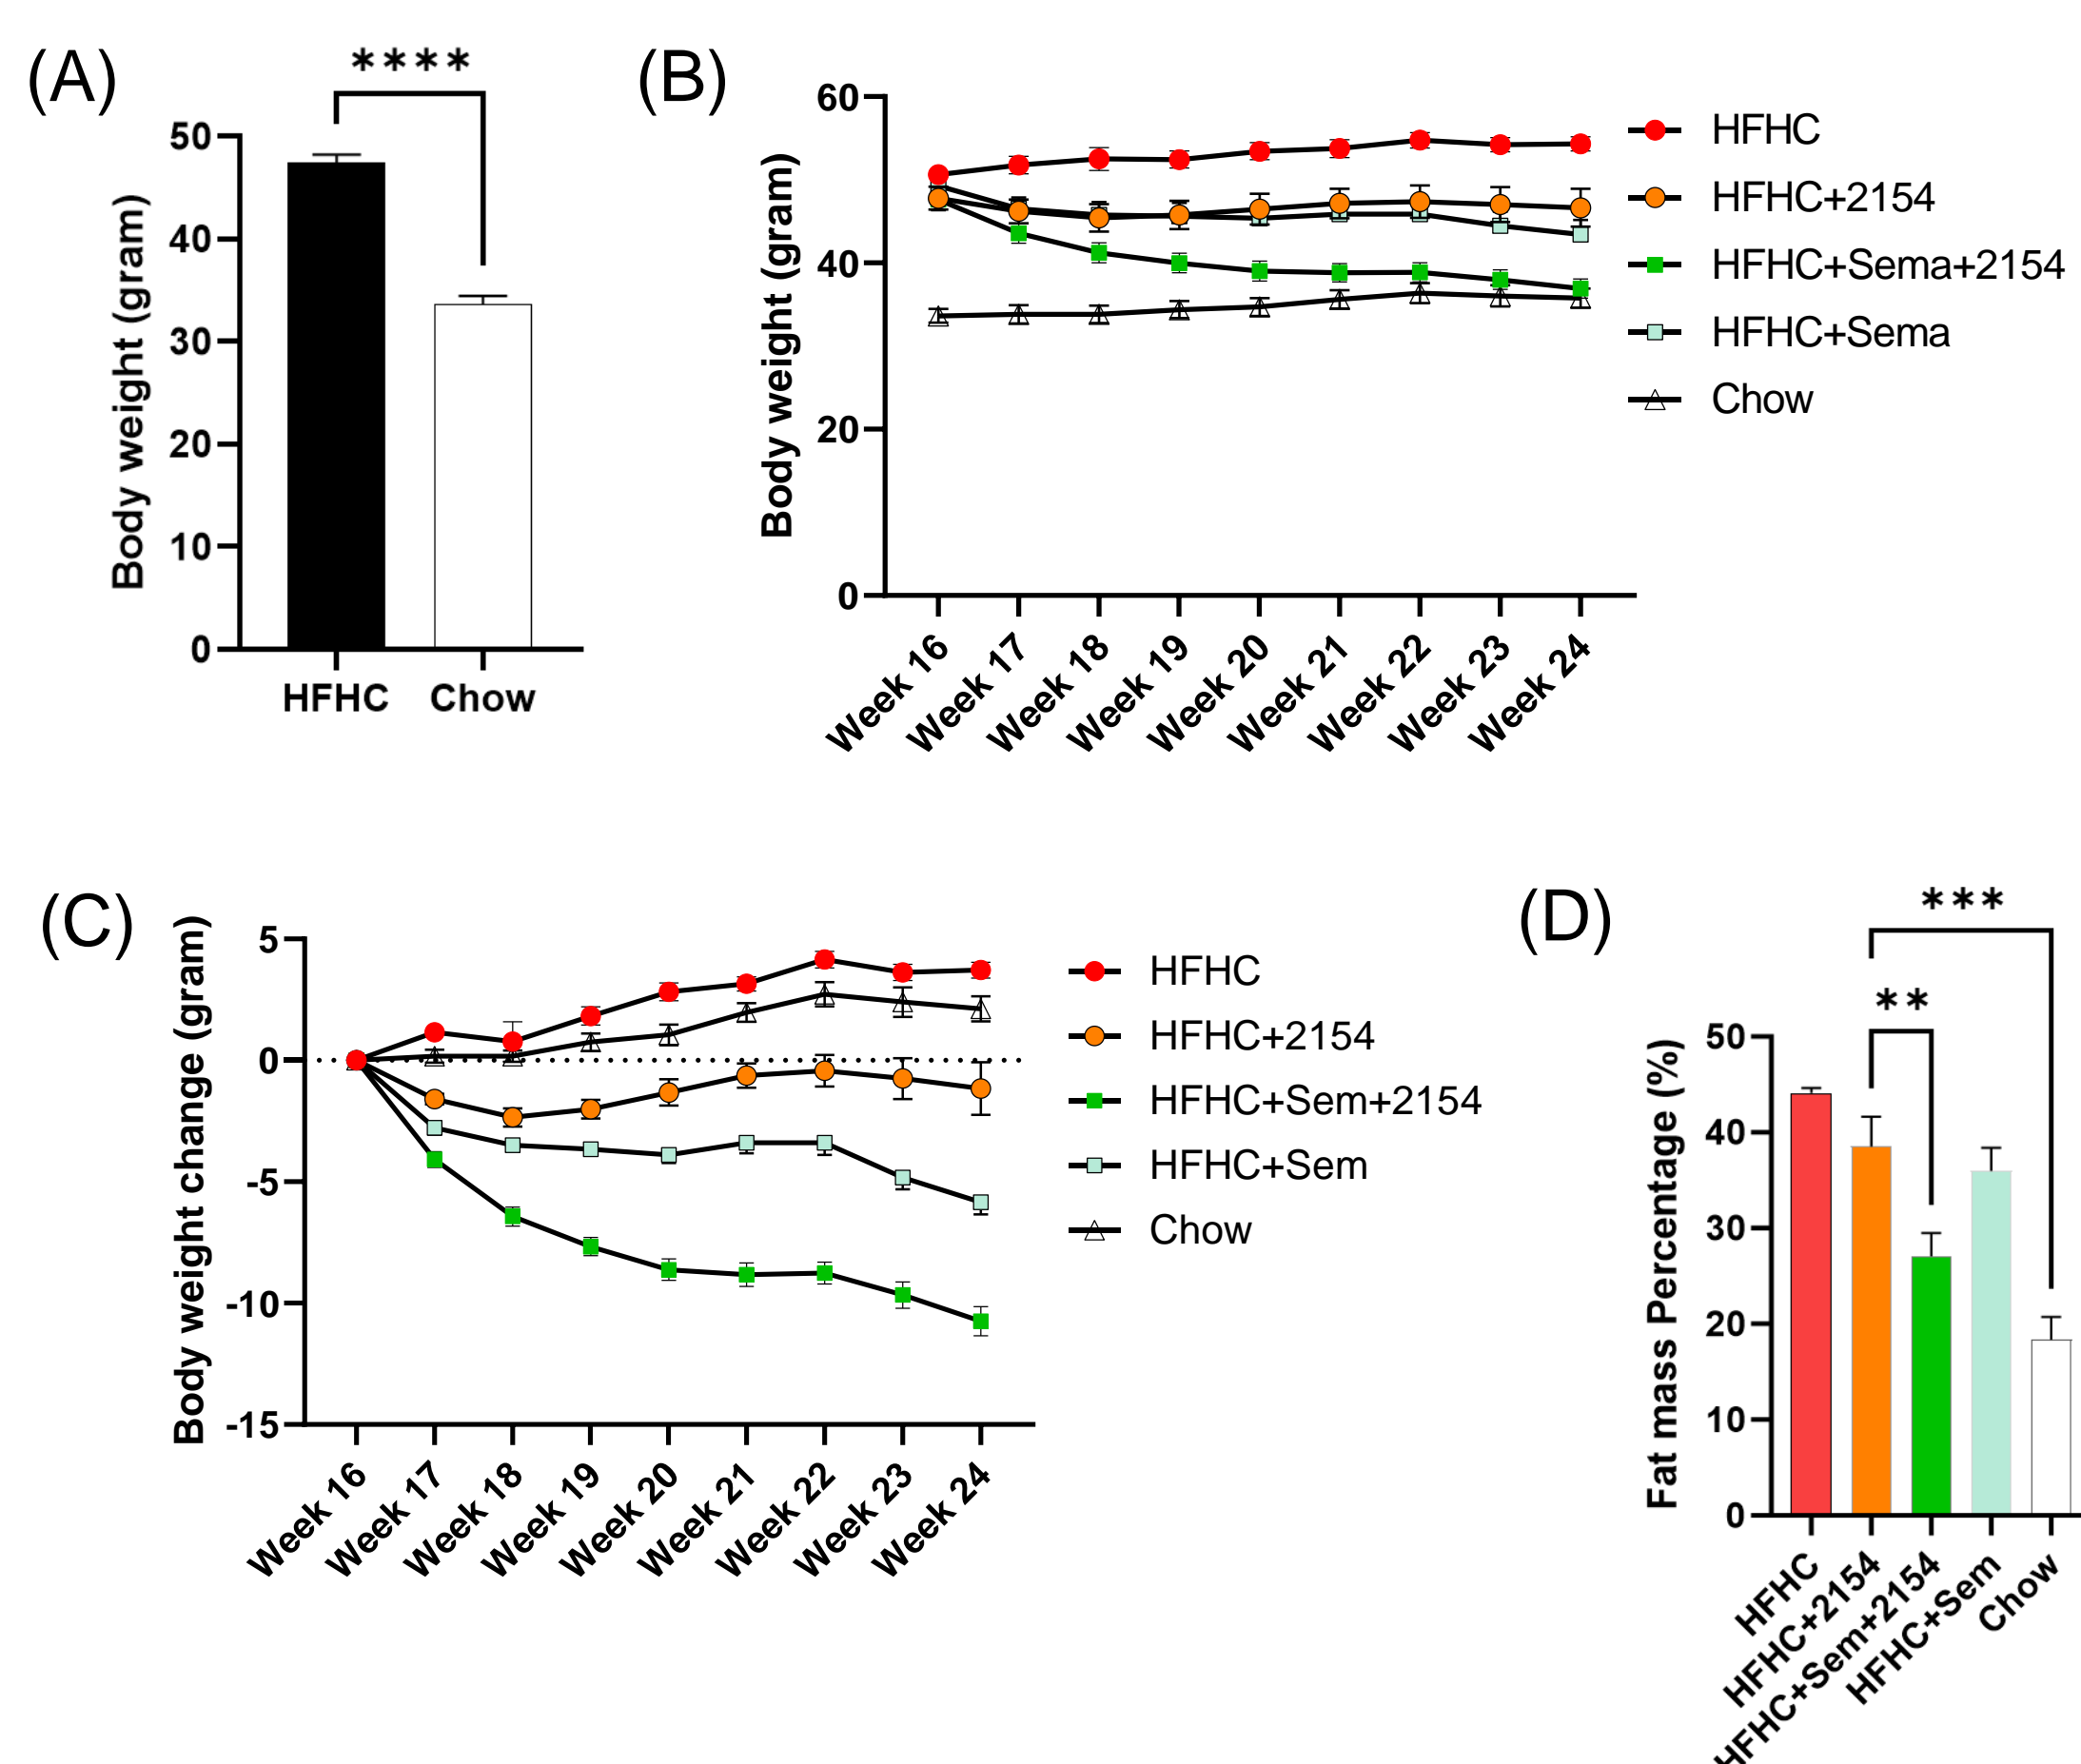 (A)
****
Body weight (gram)
50
40
30
20
10
0
HFHC
Chow
(B)
Body weight (gram)
60
40
20
0
Week 16
Week 17
Week 18
Week 19
Week 20
Week 21
Week 22
Week 23
Week 24
HFHC
HFHC+2154
HFHC+Sema+2154
HFHC+Sema
Chow
(C)
Body weight change (gram)
5
0
-5
-10
-15
Week 16
Week 17
Week 18
Week 19
Week 20
Week 21
Week 22
Week 23
Week 24
HFHC
HFHC+2154
HFHC+Sem+2154
HFHC+Sem
Chow
(D)
***
**
Fat mass Percentage (%)
50
40
30
20
10
0
HFHC
HFHC+2154
HFHC+Sem+2154
HFHC+Sem
Chow